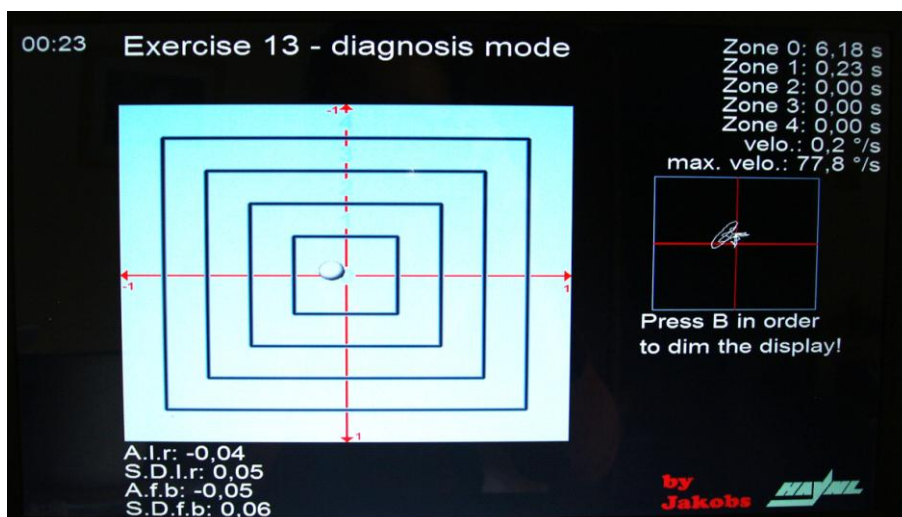 00:23
Exercise 13 - diagnosis mode
Zone 0: 6,18 s
Zone 1: 0,23 s
Zone 2: 0,00 s
Zone 3: 0,00 s
Zone 4: 0,00 s
velo.: 0,2 °/s
max. velo.: 77,8 °/s
-1
-1
1
1
Press B in order
to dim the display!
A.l.r: -0,04
S.D.l.r: 0,05
A.f.b: -0,05
S.D.f.b: 0,06
by
Jakobs